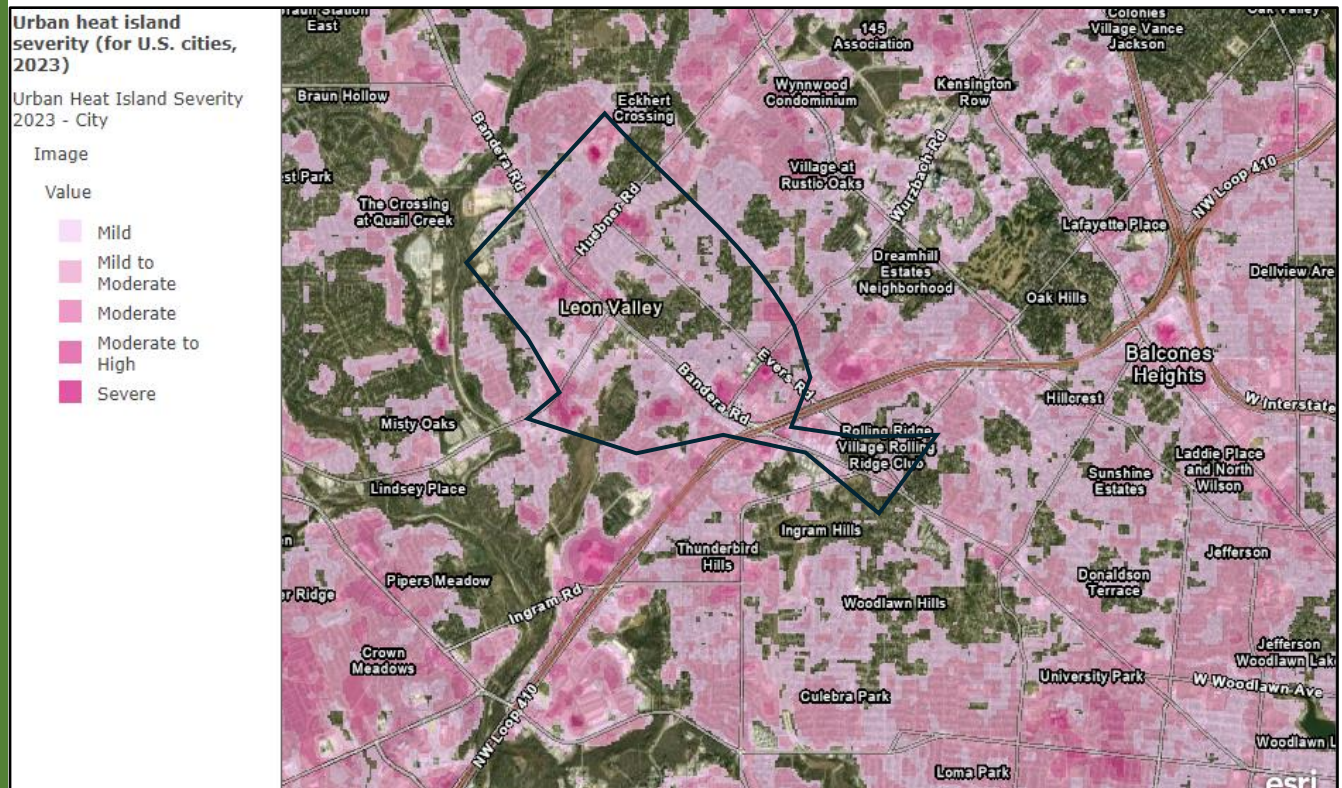 Urban heat island
severity (for U.S. cities,
2023)
Urban Heat Island Severity
2023 - City
Image
Value
Mild
Mild to
Moderate
Moderate
Moderate to
High
Severe
Braun Station
East
Braun Hollow
est Park
The Crossing
at Quail Creek
Bandera Rd
Eckhert
Crossing
Huebner Rd
Leon Valley
145
Association
Wynnwood
Condominium
Kensington
Row
Village at
Rustic Oaks
Wurzbach Rd
Colonies
Village Vance
Jackson
Oak Valley
NW Loop 410
Lafayette Place
Dellview Are
Dreamhill
Estates
Neighborhood
Oak Hills
Balcones
Heights
Evers Rd
Bandera Rd
Hillcrest
W Interstate
Misty Oaks
Lindsey Place
Rolling Ridge
Village Rolling
Ridge Club
Sunshine
Estates
Laddie Place
and North
Wilson
Ingram Hills
Thunderbird
Hills
Jefferson
Pipers Meadow
er Ridge
Ingram Rd
Donaldson
Terrace
Woodlawn Hills
Crown
Meadows
Jefferson
Woodlawn Lak
University Park
W Woodlawn Ave
Culebra Park
NW Loop 410
Woodlawn L
Loma Park
esri